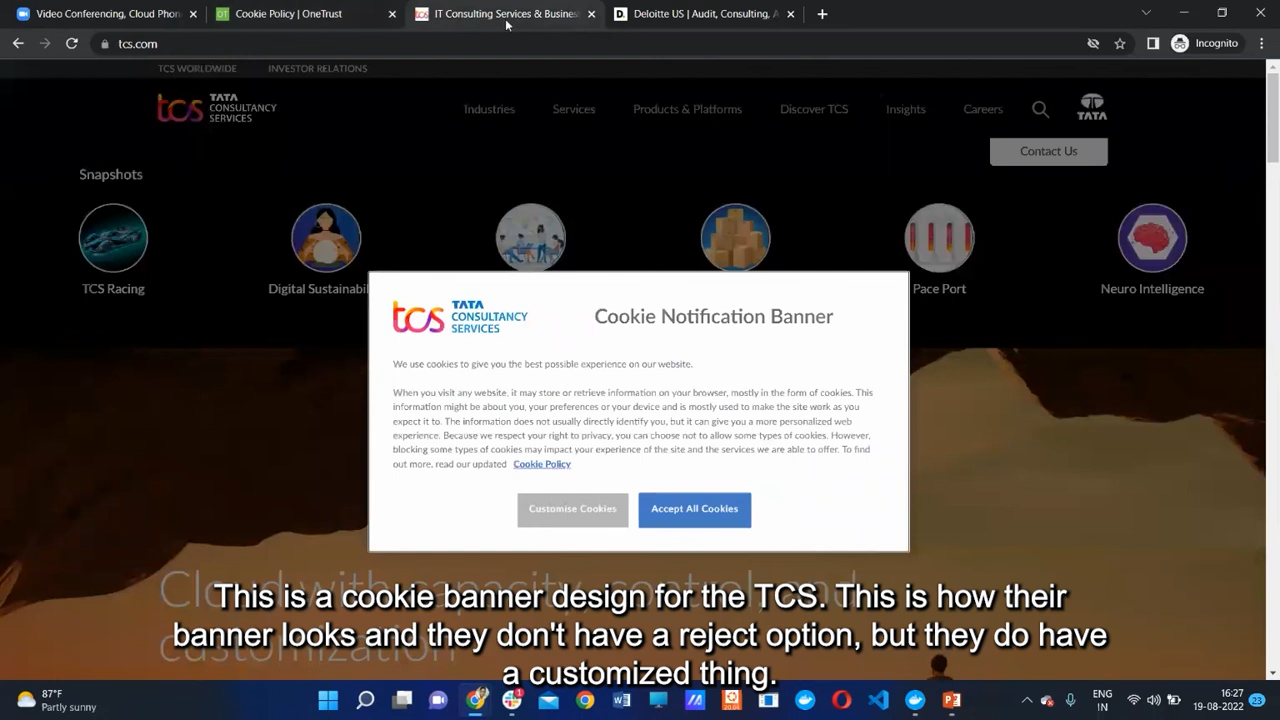 Video Conferencing, Cloud Phon
Cookie Policy | OneTrust
IT Consulting Services & Busines
Deloitte US | Audit, Consulting, A
tcs.com
Incognito
TCS WORLDWIDE
INVESTOR RELATIONS
tcs TATA
CONSULTANCY
SERVICES
Industries
Services
Products & Platforms
Discover TCS
Insights
Careers
TATA
Contact Us
Snapshots
TCS Racing
Digital Sustainabil
Pace Port
Neuro Intelligence
tcs TATA
CONSULTANCY
SERVICES
Cookie Notification Banner
We use cookies to give you the best possible experience on our website.
When you visit any website, it may store or retrieve information on your browser, mostly in the form of cookies. This
information might be about you, your preferences or your device and is mostly used to make the site work as you
expect it to. The information does not usually directly identify you, but it can give you a more personalized web
experience. Because we respect your right to privacy, you can choose not to allow some types of cookies. However,
blocking some types of cookies may impact your experience of the site and the services we are able to offer. To find
out more, read our updated Cookie Policy
Customise Cookies
Accept All Cookies
Cloud with capacity, control, and
customization
This is a cookie banner design for the TCS. This is how their
banner looks and they don't have a reject option, but they do have
a customized thing.
87°F
Partly sunny
ENG
IN
16:27
19-08-2022
23